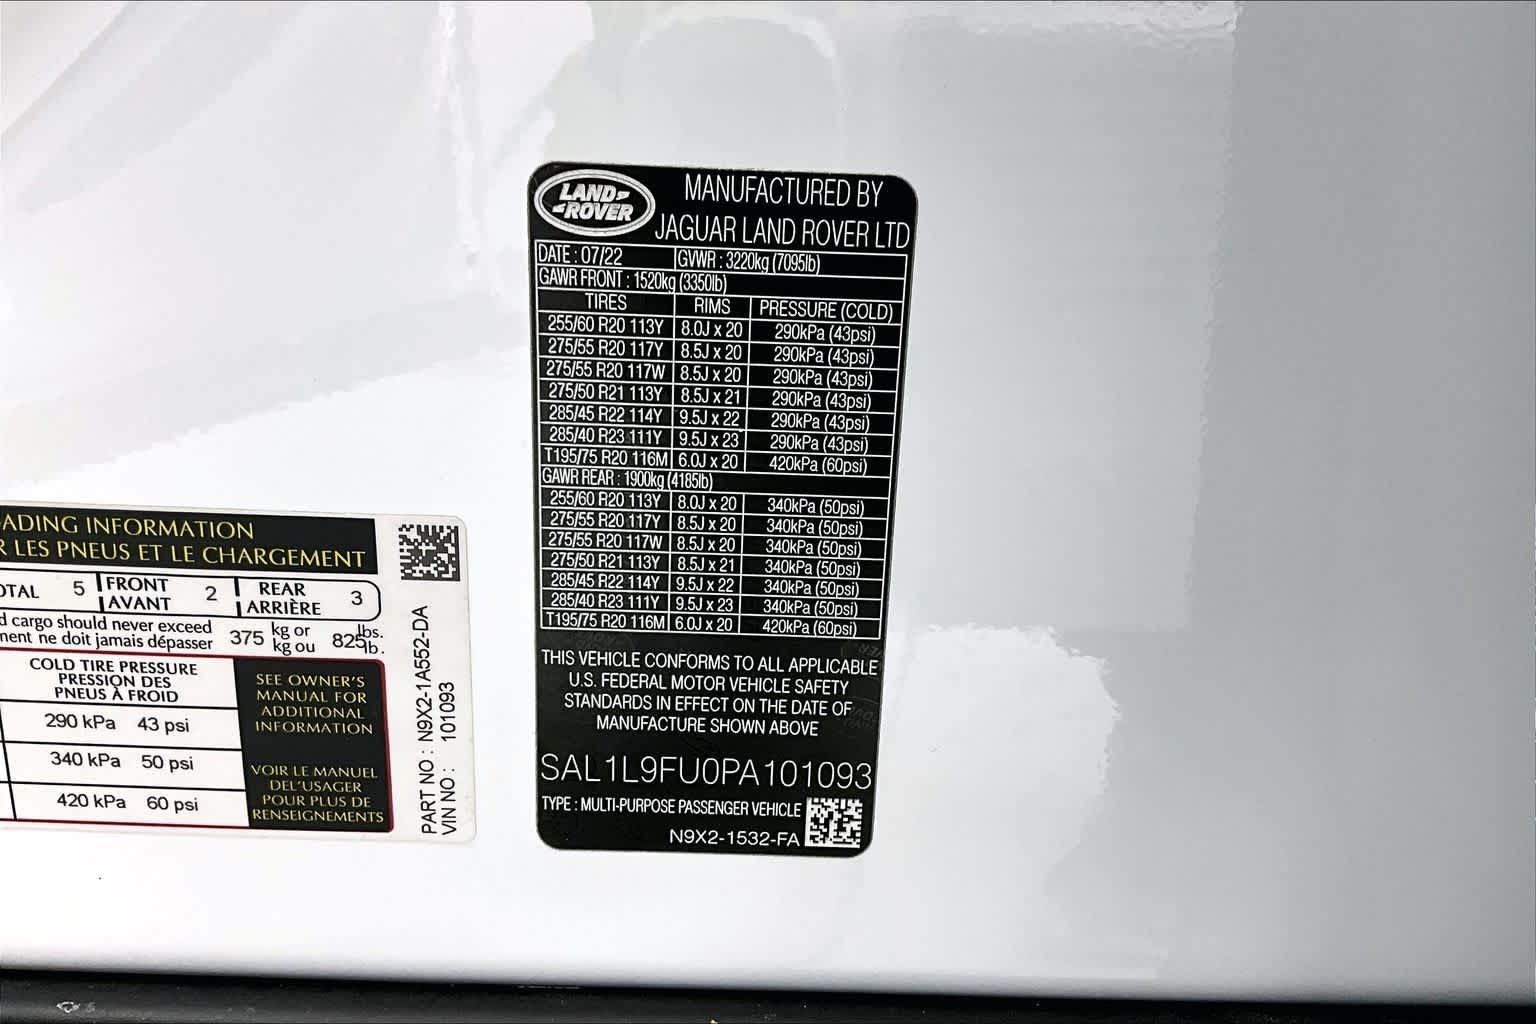 LAND
ROVER
MANUFACTURED BY
JAGUAR LAND ROVER LTD
DATE : 07/22 GVWR : 3220kg (7095lb)
GAWR FRONT : 1520kg (3350lb)
TIRES RIMS PRESSURE (COLD)
255/60 R20 113Y 8.0J x 20 290kPa (43psi)
275/55 R20 117Y 8.5J x 20 290kPa (43psi)
275/55 R20 117W 8.5J x 20 290kPa (43psi)
275/50 R21 113Y 8.5J x 21 290kPa (43psi)
285/45 R22 114Y 9.5J x 22 290kPa (43psi)
285/40 R23 111Y 9.5J x 23 290kPa (43psi)
T195/75 R20 116M 6.0J x 20 420kPa (60psi)
GAWR REAR : 1900kg (4185lb)
255/60 R20 113Y 8.0J x 20 340kPa (50psi)
275/55 R20 117Y 8.5J x 20 340kPa (50psi)
275/55 R20 117W 8.5J x 20 340kPa (50psi)
275/50 R21 113Y 8.5J x 21 340kPa (50psi)
285/45 R22 114Y 9.5J x 22 340kPa (50psi)
285/40 R23 111Y 9.5J x 23 340kPa (50psi)
T195/75 R20 116M 6.0J x 20 420kPa (60psi)
THIS VEHICLE CONFORMS TO ALL APPLICABLE
U.S. FEDERAL MOTOR VEHICLE SAFETY
STANDARDS IN EFFECT ON THE DATE OF
MANUFACTURE SHOWN ABOVE
SAL1L9FU0PA101093
TYPE : MULTI-PURPOSE PASSENGER VEHICLE
N9X2-1532-FA
ADING INFORMATION
R LES PNEUS ET LE CHARGEMENT
OTAL 5 FRONT 2 REAR 3
AVANT ARRIÈRE
d cargo should never exceed 375 kg or 825 lbs.
ment ne doit jamais dépasser kg ou lb.
COLD TIRE PRESSURE
PRESSION DES
PNEUS À FROID
290 kPa 43 psi
340 kPa 50 psi
420 kPa 60 psi
SEE OWNER'S
MANUAL FOR
ADDITIONAL
INFORMATION
VOIR LE MANUEL
DEL'USAGER
POUR PLUS DE
RENSEIGNEMENTS
PART NO : N9X2-1A552-DA
VIN NO : 101093